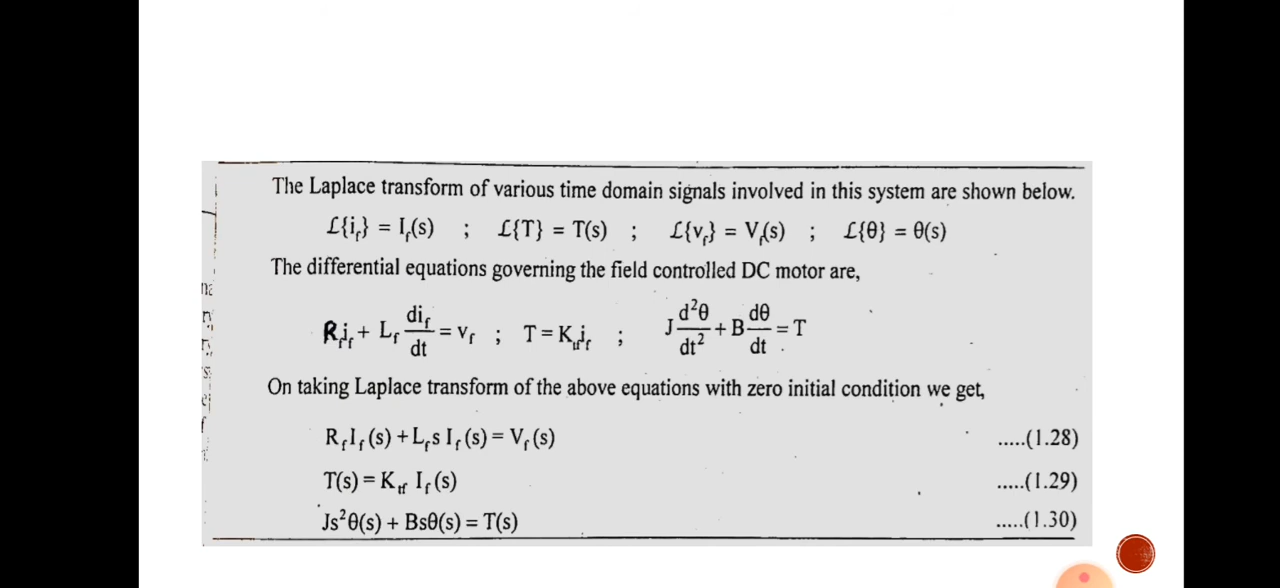 The Laplace transform of various time domain signals involved in this system are shown below.
ℒ{i_f} = I_f(s) ; ℒ{T} = T(s) ; ℒ{v_f} = V_f(s) ; ℒ{θ} = θ(s)
The differential equations governing the field controlled DC motor are,
R_f i_f + L_f di_f/dt = v_f ; T = K_tf i_f ; J d²θ/dt² + B dθ/dt = T
On taking Laplace transform of the above equations with zero initial condition we get,
R_f I_f (s) + L_f s I_f (s) = V_f (s) .....(1.28)
T(s) = K_tf I_f (s) .....(1.29)
Js²θ(s) + Bsθ(s) = T(s) .....(1.30)